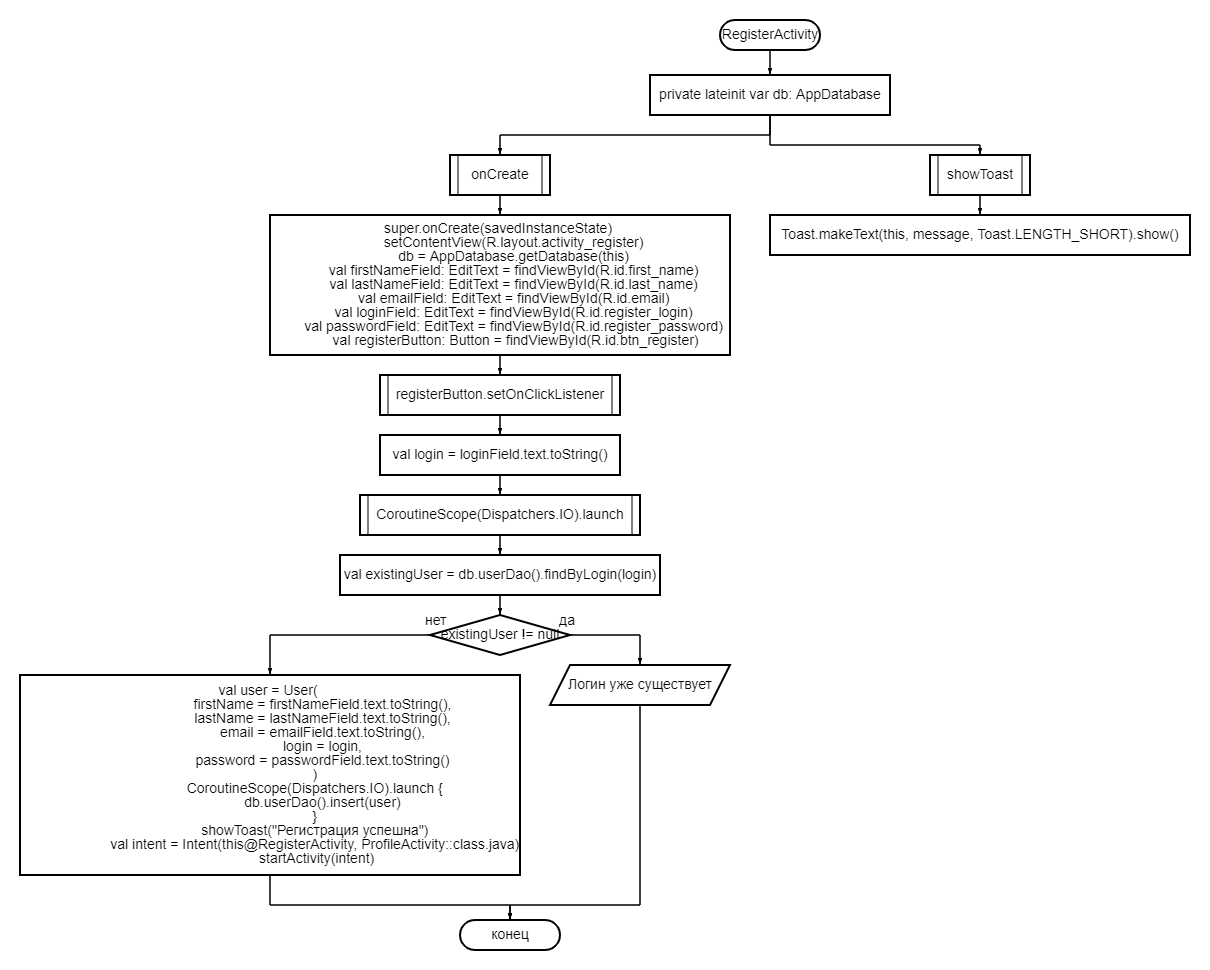 RegisterActivity
private lateinit var db: AppDatabase
onCreate
showToast
super.onCreate(savedInstanceState)
setContentView(R.layout.activity_register)
db = AppDatabase.getDatabase(this)
val firstNameField: EditText = findViewById(R.id.first_name)
val lastNameField: EditText = findViewById(R.id.last_name)
val emailField: EditText = findViewById(R.id.email)
val loginField: EditText = findViewById(R.id.register_login)
val passwordField: EditText = findViewById(R.id.register_password)
val registerButton: Button = findViewById(R.id.btn_register)
Toast.makeText(this, message, Toast.LENGTH_SHORT).show()
registerButton.setOnClickListener
val login = loginField.text.toString()
CoroutineScope(Dispatchers.IO).launch
val existingUser = db.userDao().findByLogin(login)
нет
да
existingUser != null
Логин уже существует
val user = User(
firstName = firstNameField.text.toString(),
lastName = lastNameField.text.toString(),
email = emailField.text.toString(),
login = login,
password = passwordField.text.toString()
)
CoroutineScope(Dispatchers.IO).launch {
db.userDao().insert(user)
}
showToast("Регистрация успешна")
val intent = Intent(this@RegisterActivity, ProfileActivity::class.java)
startActivity(intent)
конец